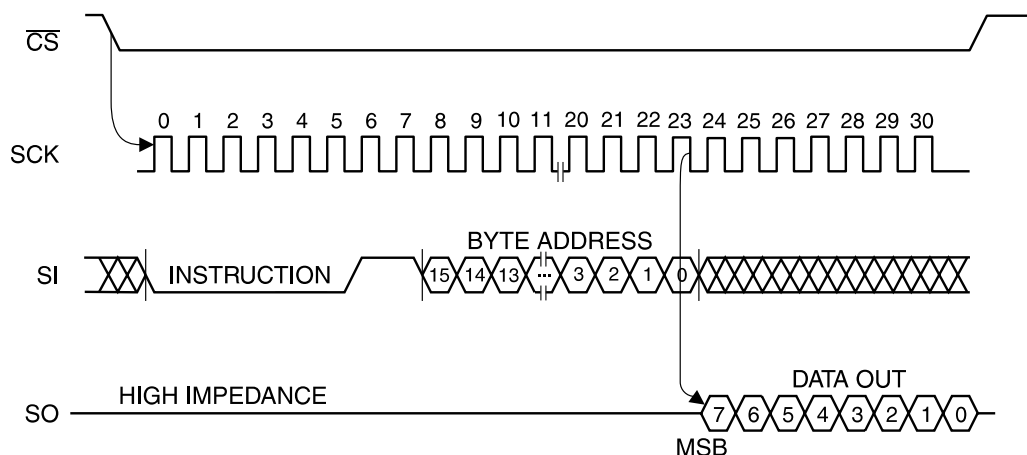 CS
0 1 2 3 4 5 6 7 8 9 10 11 20 21 22 23 24 25 26 27 28 29 30
SCK
BYTE ADDRESS
SI INSTRUCTION 15 14 13 ... 3 2 1 0
DATA OUT
HIGH IMPEDANCE
SO 7 6 5 4 3 2 1 0
MSB